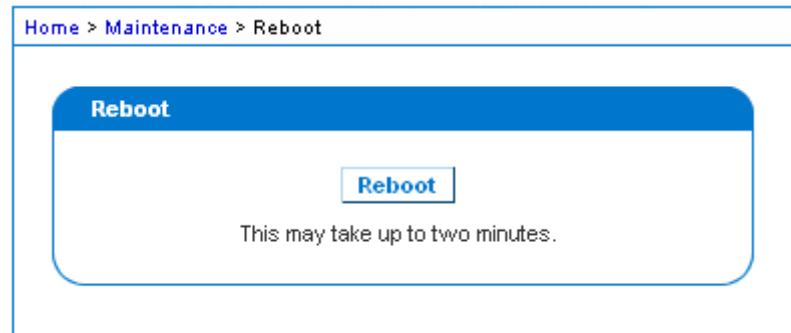 Home > Maintenance > Reboot
Reboot
Reboot
This may take up to two minutes.